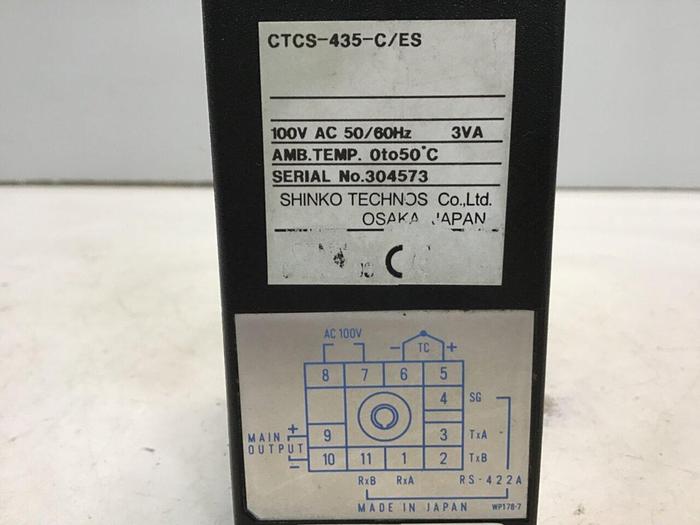 CTCS-435-C/ES
100V AC 50/60Hz 3VA
AMB.TEMP. 0to50°C
SERIAL No.304573
SHINKO TECHNOS Co.,Ltd.
OSAKA JAPAN
AC 100V
- TC +
8 7 6 5
4 SG
MAIN OUTPUT + 9 3 TxA
- 10 11 1 2 TxB
RxB RxA RS-422A
MADE IN JAPAN WP178-7